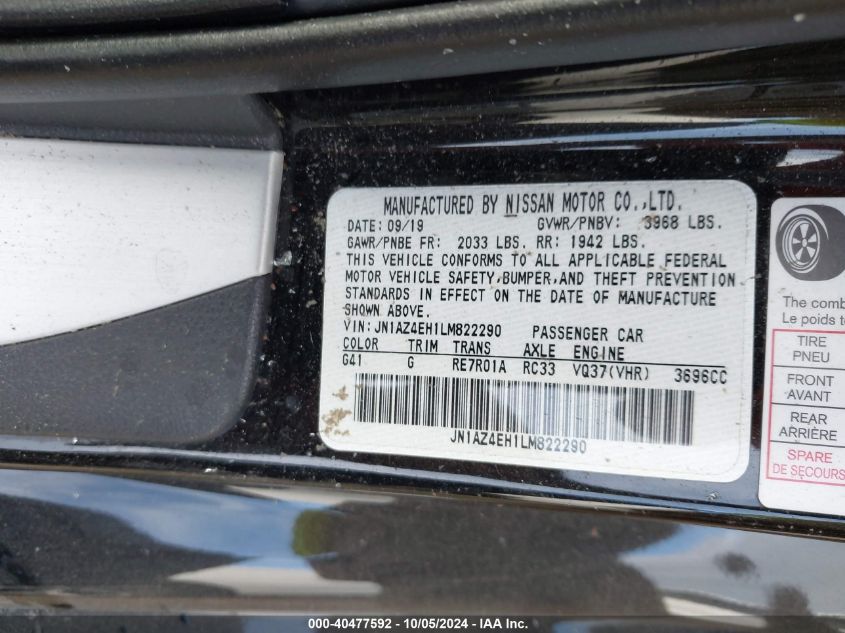 MANUFACTURED BY NISSAN MOTOR CO.,LTD.
DATE: 09/19 GVWR/PNBV: 3968 LBS.
GAWR/PNBE FR: 2033 LBS. RR: 1942 LBS.
THIS VEHICLE CONFORMS TO ALL APPLICABLE FEDERAL
MOTOR VEHICLE SAFETY,BUMPER,AND THEFT PREVENTION
STANDARDS IN EFFECT ON THE DATE OF MANUFACTURE
SHOWN ABOVE.
VIN:JN1AZ4EH1LM822290 PASSENGER CAR
COLOR TRIM TRANS AXLE ENGINE
G41 G RE7R01A RC33 VQ37(VHR) 3696CC
JN1AZ4EH1LM822290
The comb
Le poids t
TIRE
PNEU
FRONT
AVANT
REAR
ARRIÈRE
SPARE
DE SECOURS
000-40477592 - 10/05/2024 - IAA Inc.